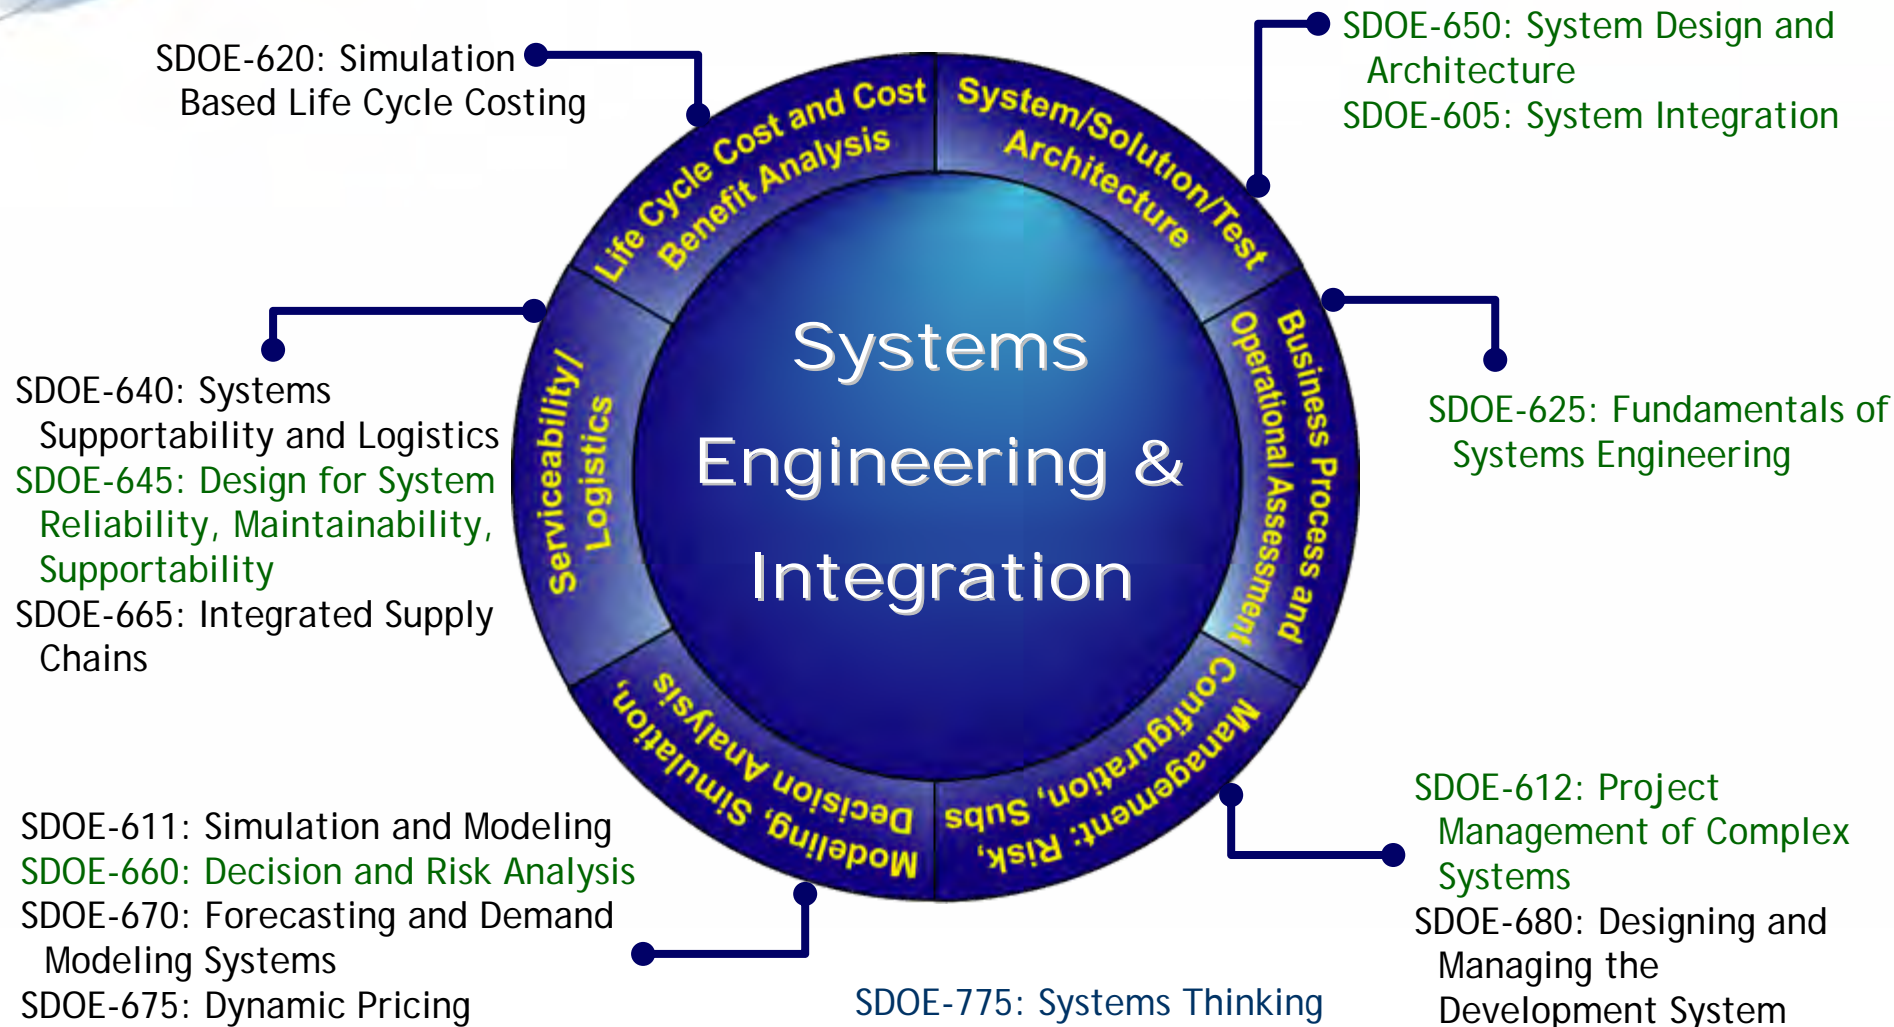 SDOE-620: Simulation
Based Life Cycle Costing
SDOE-650: System Design and
Architecture
SDOE-605: System Integration
Life Cycle Cost and Cost
Benefit Analysis
System/Solution/Test
Architecture
Business Process and
Operational Assessment
Management: Risk,
Configuration, Subs
Modeling, Simulation,
Decision Analysis
Serviceability/
Logistics
Systems
Engineering &
Integration
SDOE-640: Systems
Supportability and Logistics
SDOE-645: Design for System
Reliability, Maintainability,
Supportability
SDOE-665: Integrated Supply
Chains
SDOE-625: Fundamentals of
Systems Engineering
SDOE-611: Simulation and Modeling
SDOE-660: Decision and Risk Analysis
SDOE-670: Forecasting and Demand
Modeling Systems
SDOE-675: Dynamic Pricing
SDOE-775: Systems Thinking
SDOE-612: Project
Management of Complex
Systems
SDOE-680: Designing and
Managing the
Development System